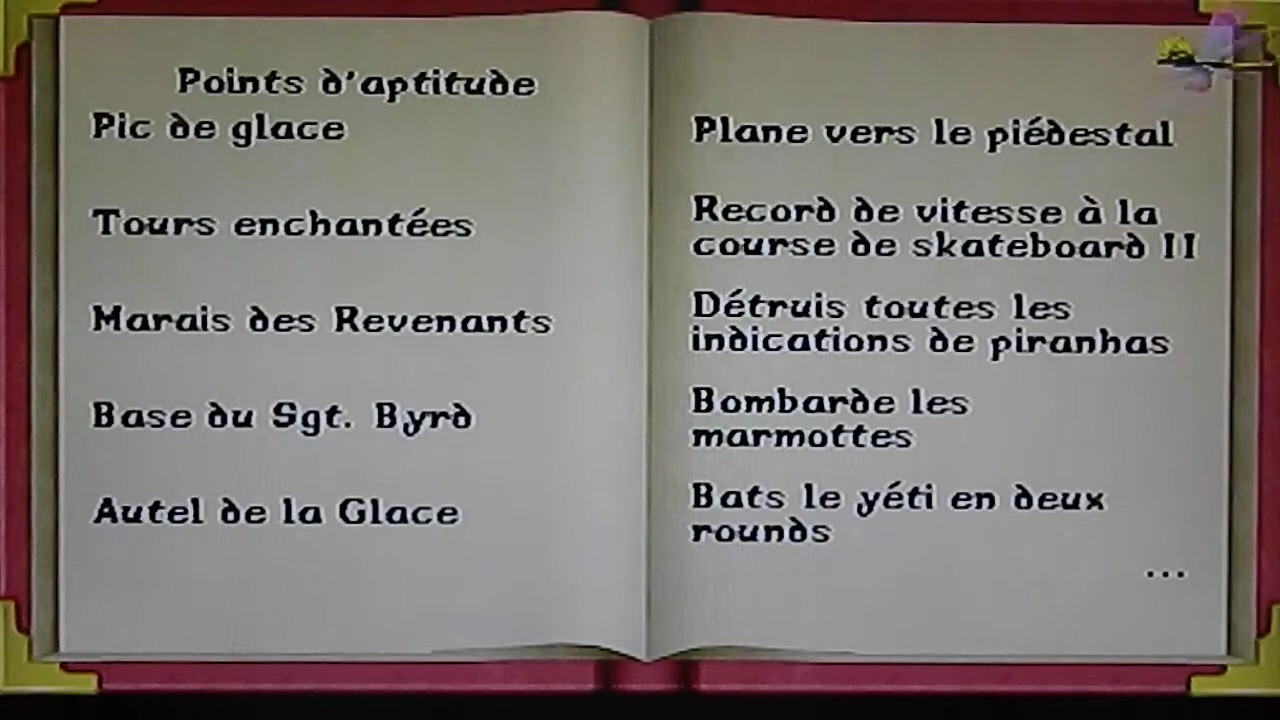 Points d'aptitude
Pic de glace
Tours enchantées
Marais des Revenants
Base du Sgt. Byrd
Autel de la Glace
Plane vers le piédestal
Record de vitesse à la
course de skateboard II
Détruis toutes les
indications de piranhas
Bombarde les
marmottes
Bats le yéti en deux
rounds
...